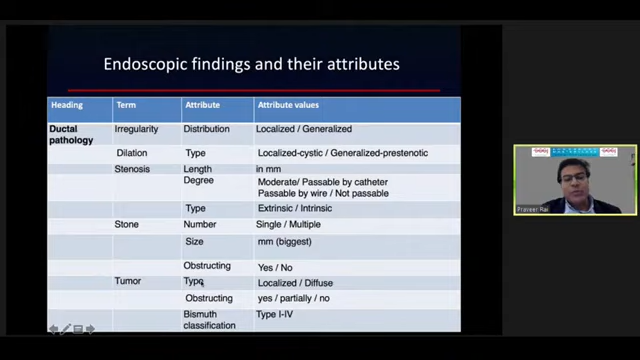 Endoscopic findings and their attributes
Heading Term Attribute Attribute values
Ductal pathology Irregularity Distribution Localized / Generalized
Dilation Type Localized-cystic / Generalized-prestenotic
Stenosis Length in mm
Degree Moderate/ Passable by catheter
Passable by wire / Not passable
Type Extrinsic / Intrinsic
Stone Number Single / Multiple
Size mm (biggest)
Obstructing Yes / No
Tumor Type Localized / Diffuse
Obstructing yes / partially / no
Bismuth classification Type I-IV
Praveer Rai